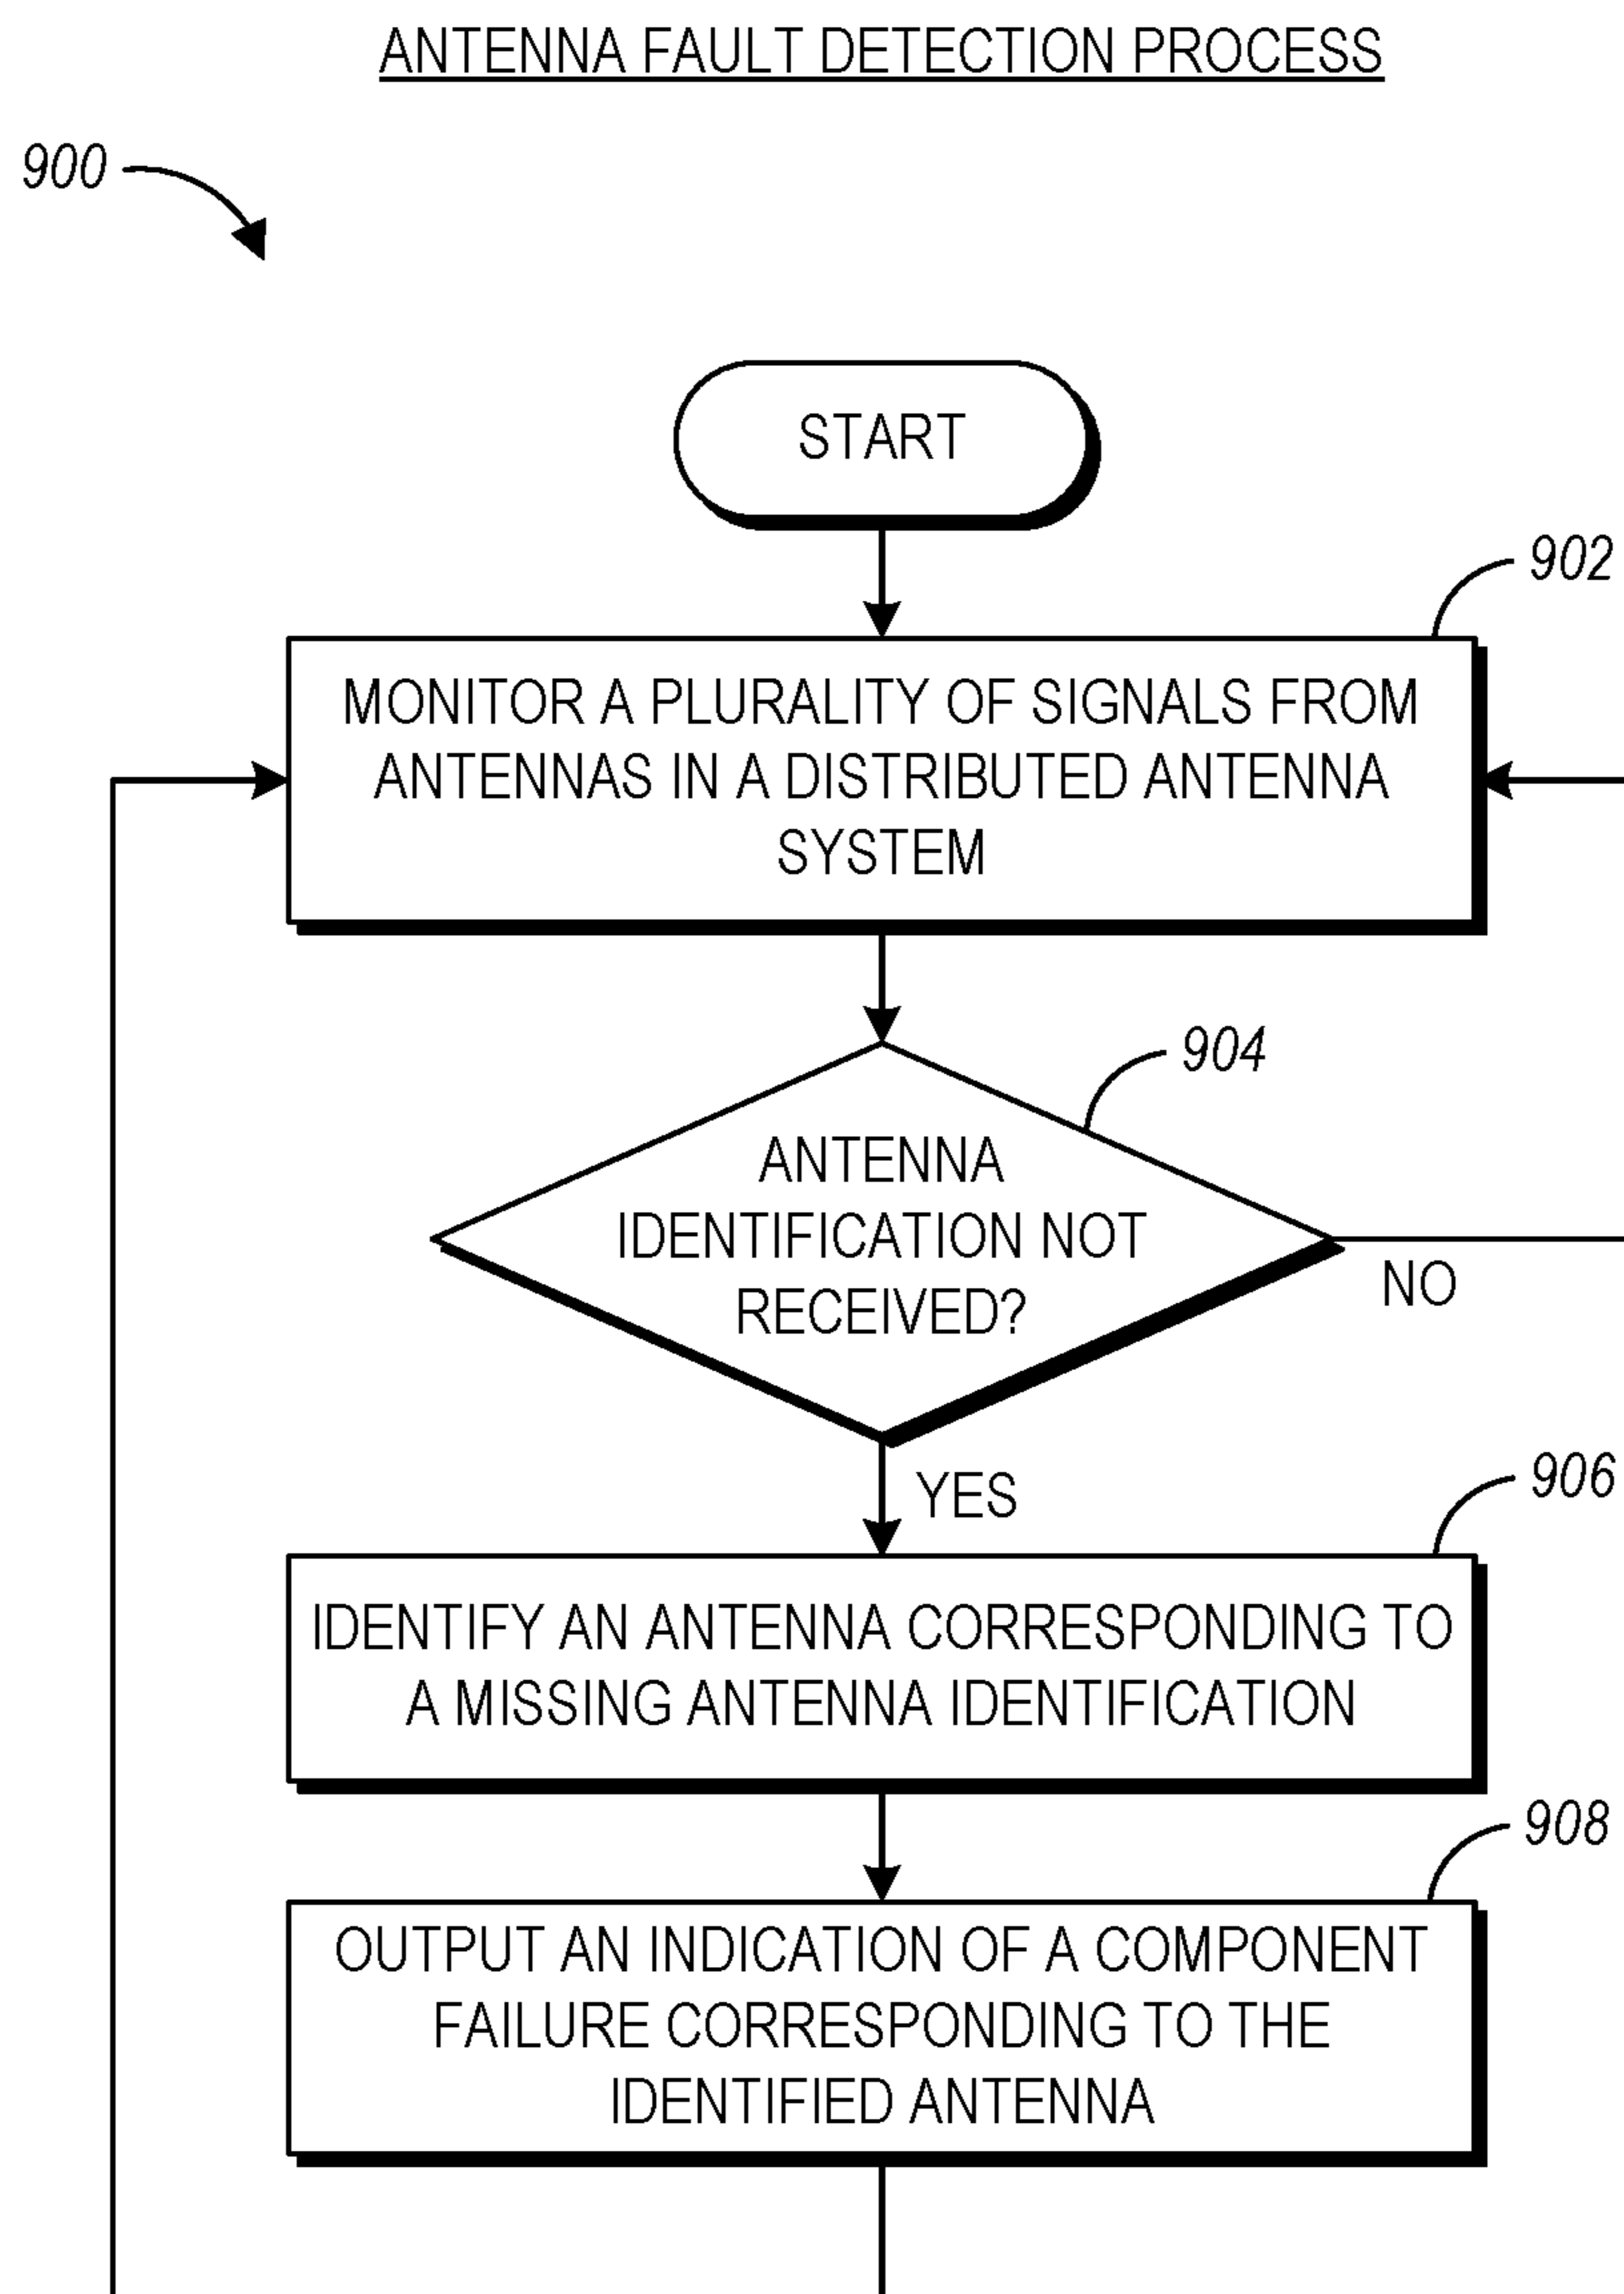 ANTENNA FAULT DETECTION PROCESS
900
START
902
MONITOR A PLURALITY OF SIGNALS FROM
ANTENNAS IN A DISTRIBUTED ANTENNA
SYSTEM
904
ANTENNA
IDENTIFICATION NOT
RECEIVED?
NO
YES
906
IDENTIFY AN ANTENNA CORRESPONDING TO
A MISSING ANTENNA IDENTIFICATION
908
OUTPUT AN INDICATION OF A COMPONENT
FAILURE CORRESPONDING TO THE
IDENTIFIED ANTENNA